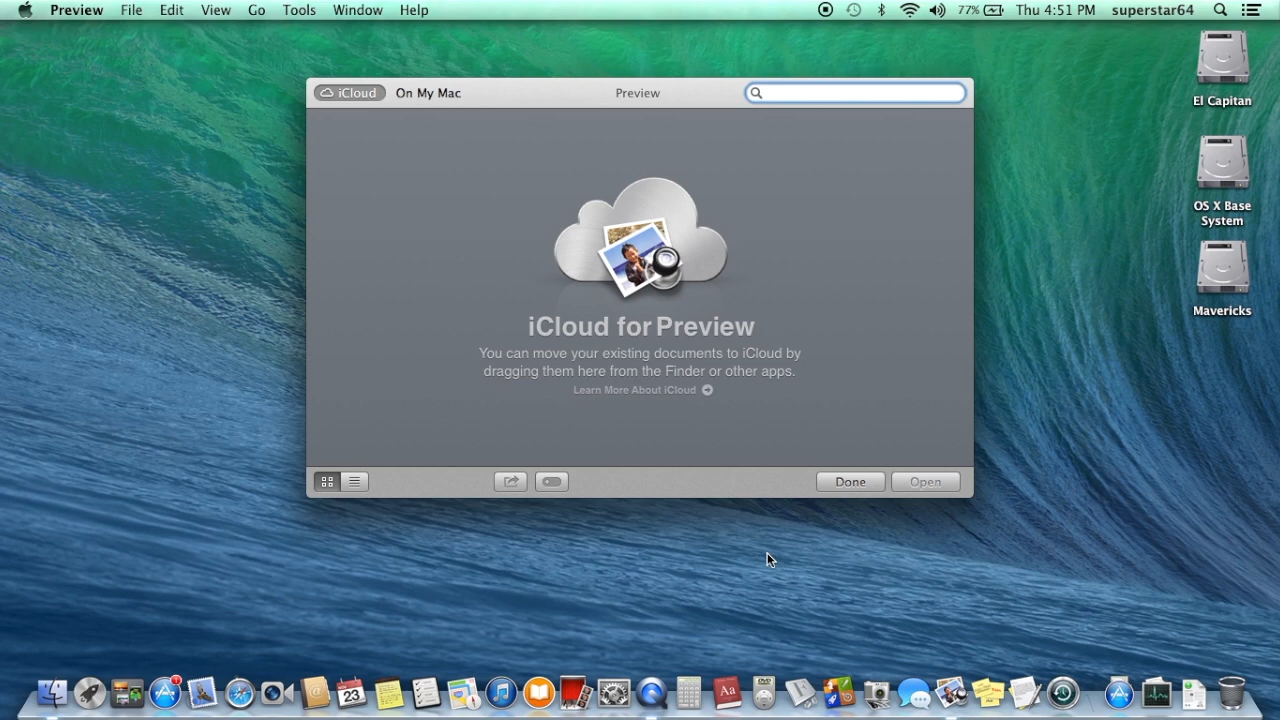 Preview File Edit View Go Tools Window Help 77% Thu 4:51 PM superstar64
iCloud On My Mac Preview
El Capitan
OS X Base
System
Mavericks
iCloud for Preview
You can move your existing documents to iCloud by
dragging them here from the Finder or other apps.
Learn More About iCloud
Done Open
1
23
Aa